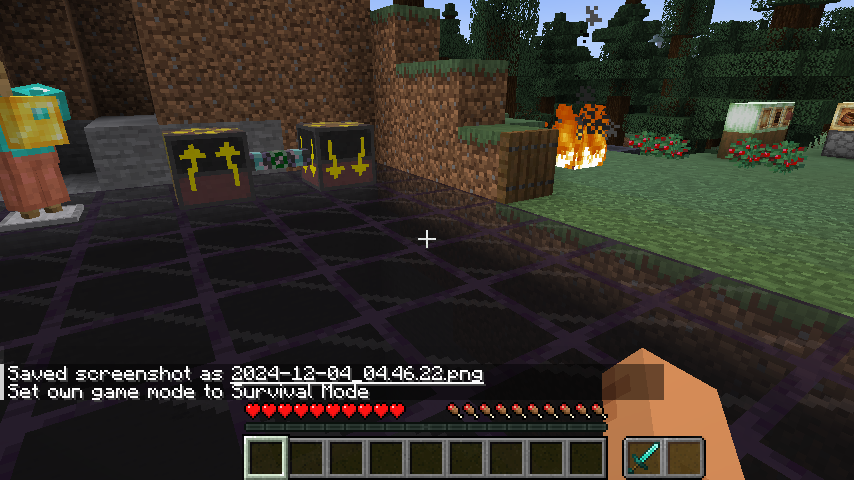 Saved screenshot as 2024-12-04_04.46.22.png
Set own game mode to Survival Mode